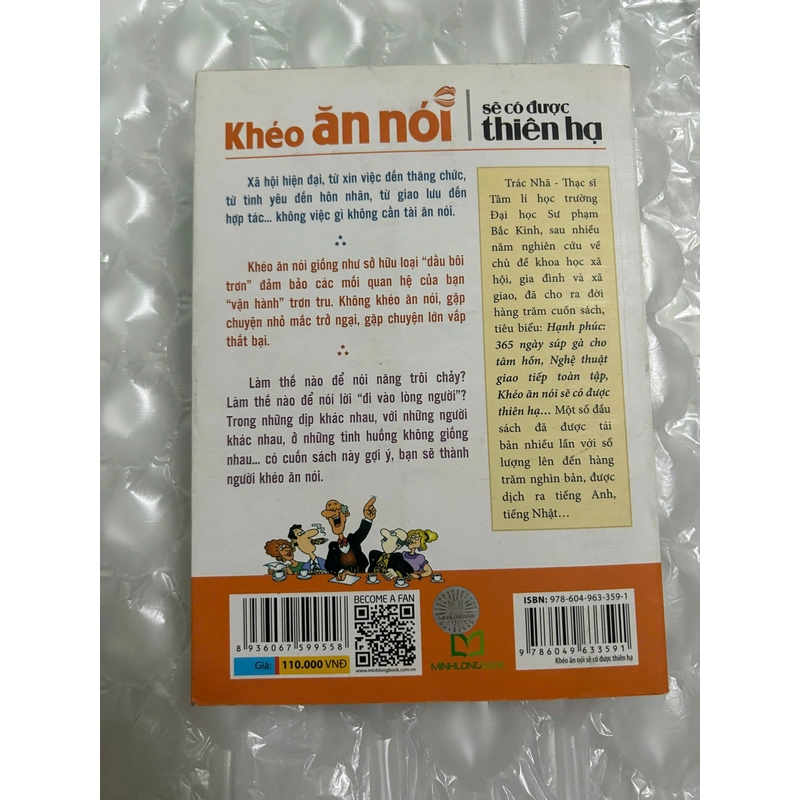 Khéo ăn nói
sẽ có được
thiên hạ
Xã hội hiện đại, từ xin việc đến thăng chức,
từ tình yêu đến hôn nhân, từ giao lưu đến
hợp tác... không việc gì không cần tài ăn nói.
Khéo ăn nói giống như sở hữu loại "dầu bôi
trơn" đảm bảo các mối quan hệ của bạn
"vận hành" trơn tru. Không khéo ăn nói, gặp
chuyện nhỏ mắc trở ngại, gặp chuyện lớn vấp
thất bại.
Làm thế nào để nói năng trôi chảy?
Làm thế nào để nói lời "đi vào lòng người"?
Trong những dịp khác nhau, với những người
khác nhau, ở những tình huống không giống
nhau... có cuốn sách này gợi ý, bạn sẽ thành
người khéo ăn nói.
Trác Nhã - Thạc sĩ
Tâm lí học trường
Đại học Sư phạm
Bắc Kinh, sau nhiều
năm nghiên cứu về
chủ đề khoa học xã
hội, gia đình và xã
giao, đã cho ra đời
hàng trăm cuốn sách,
tiêu biểu: Hạnh phúc:
365 ngày súp gà cho
tâm hồn, Nghệ thuật
giao tiếp toàn tập,
Khéo ăn nói sẽ có được
thiên hạ... Một số đầu
sách đã được tái
bản nhiều lần với số
lượng lên đến hàng
trăm nghìn bản, được
dịch ra tiếng Anh,
tiếng Nhật...
8 936067 599558
Giá: 110.000 VNĐ
BECOME A FAN
www.minhlongbook.com.vn
MINHLONG
ISBN: 978-604-963-359-1
9 786049 633591
Khéo ăn nói sẽ có được thiên hạ